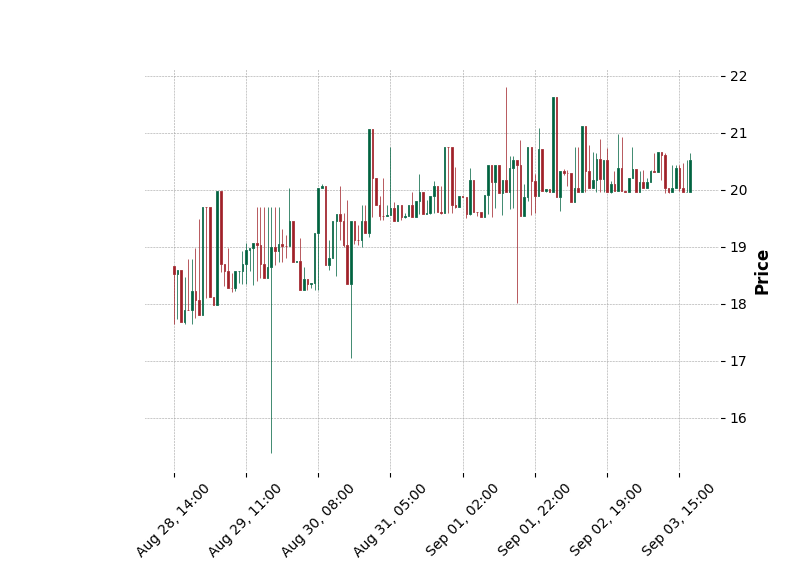 22
21
20
19
18
17
16
Price
Aug 28, 14:00
Aug 29, 11:00
Aug 30, 08:00
Aug 31, 05:00
Sep 01, 02:00
Sep 01, 22:00
Sep 02, 19:00
Sep 03, 15:00